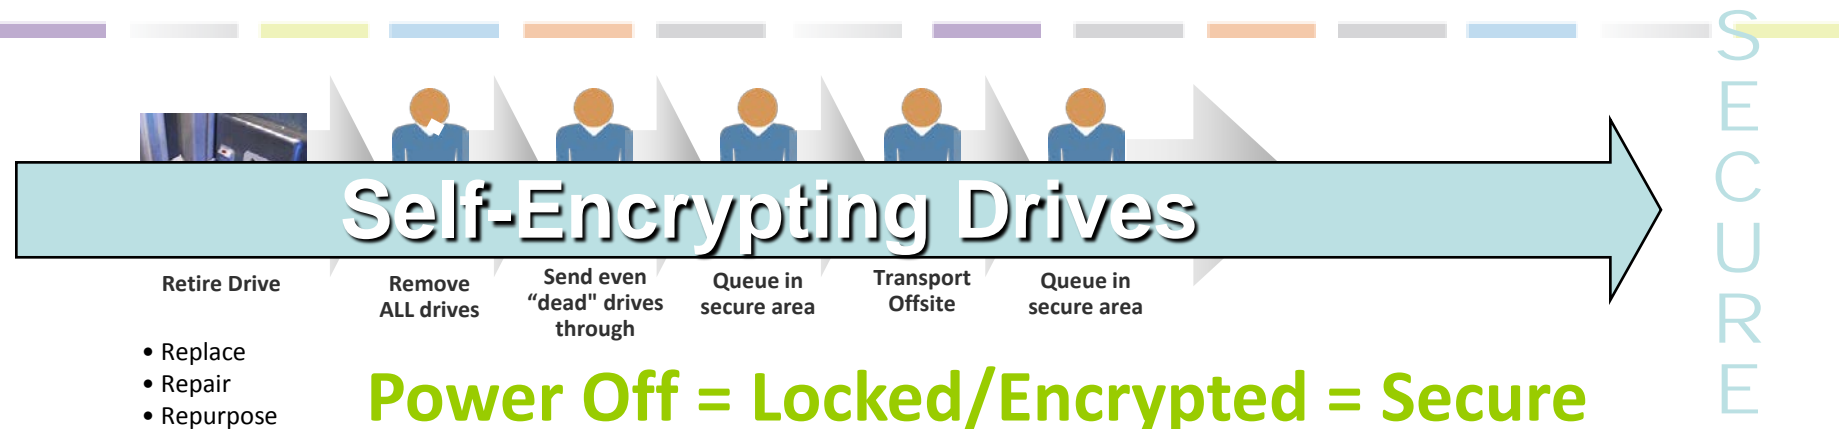 Self-Encrypting Drives
Retire Drive
Remove
ALL drives
Send even
“dead" drives
through
Queue in
secure area
Transport
Offsite
Queue in
secure area
• Replace
• Repair
• Repurpose
Power Off = Locked/Encrypted = Secure
S
E
C
U
R
E